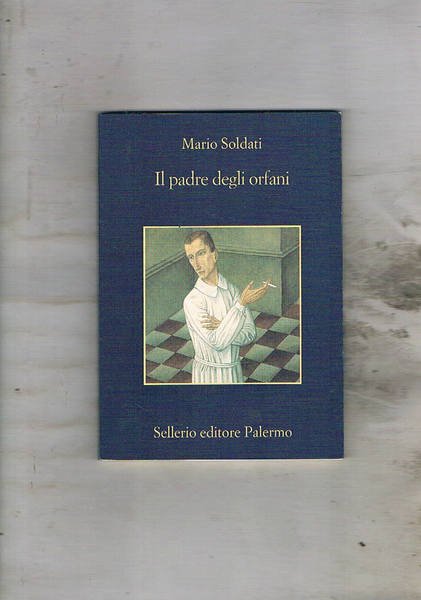 Mario Soldati
Il padre degli orfani
Sellerio editore Palermo